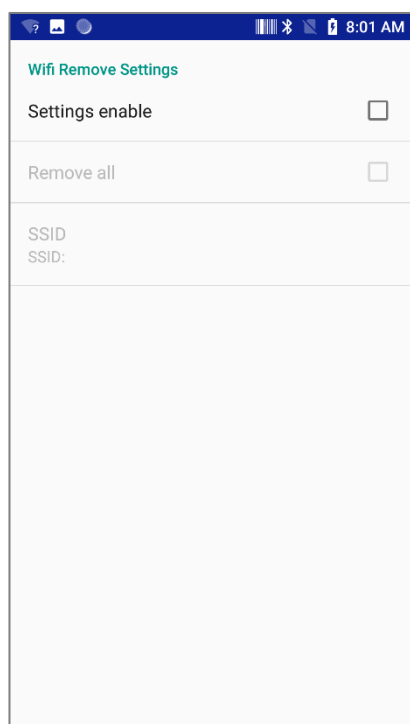 ?
8:01 AM
Wifi Remove Settings
Settings enable
Remove all
SSID
SSID: